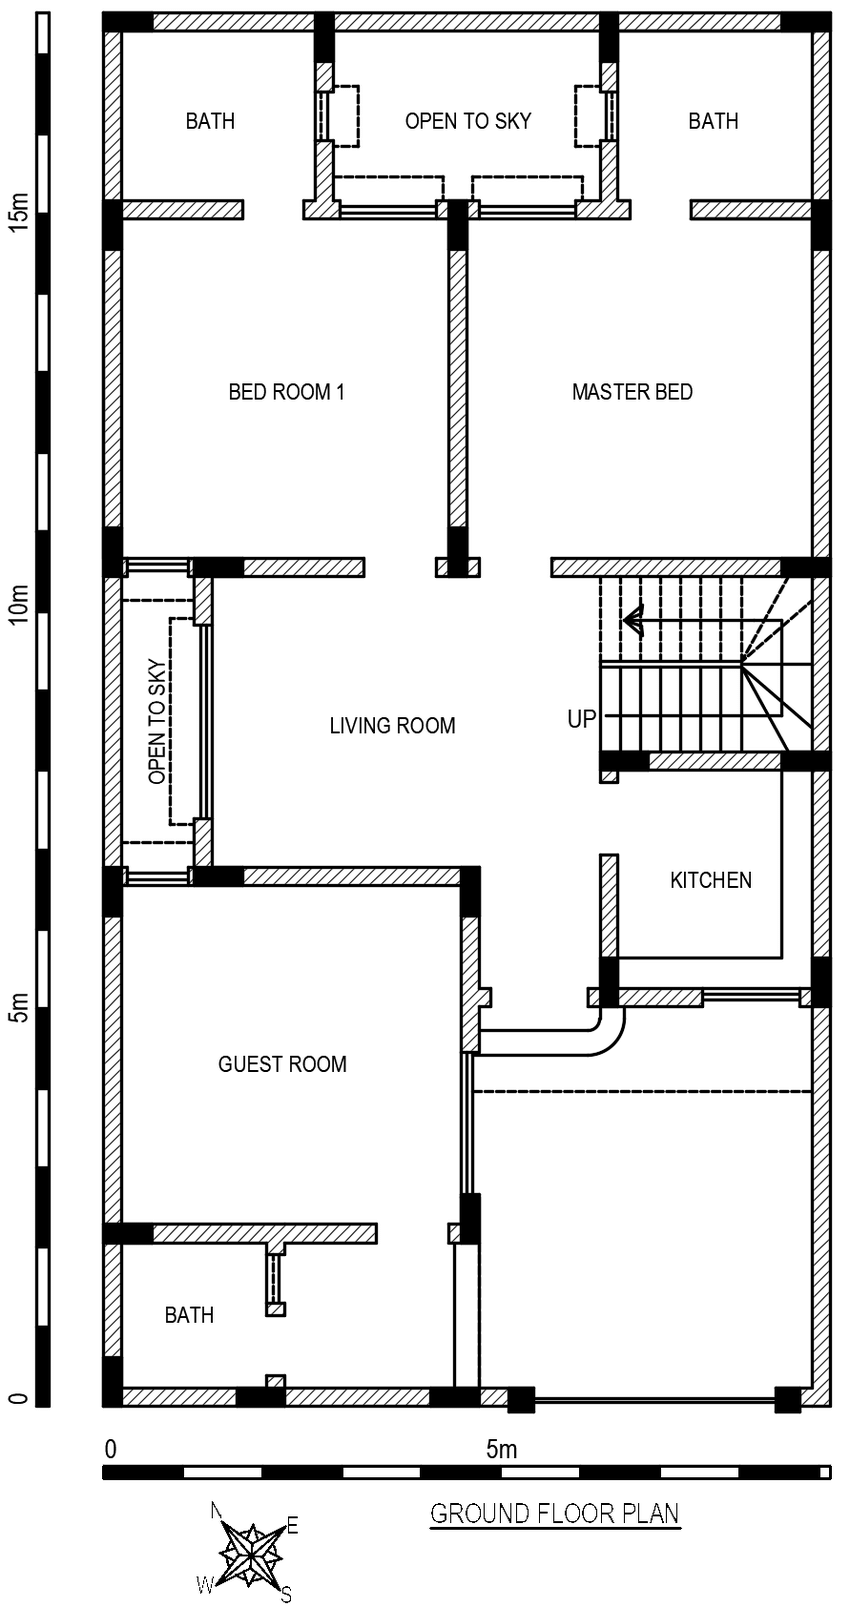 BATH
OPEN TO SKY
BATH
15m
BED ROOM 1
MASTER BED
10m
OPEN TO SKY
LIVING ROOM
UP
KITCHEN
5m
GUEST ROOM
BATH
0
0
5m
GROUND FLOOR PLAN
N
E
W
S